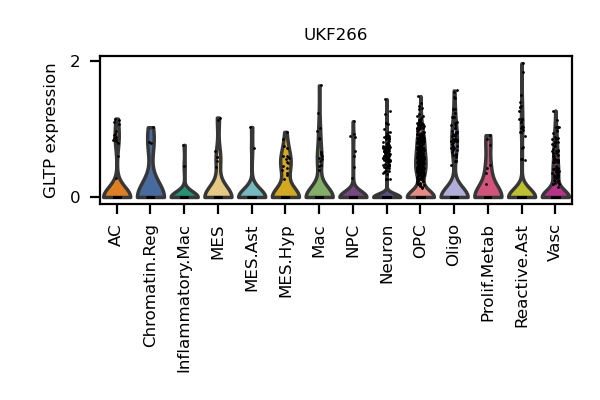 UKF266
GLTP expression
2
0
AC
Chromatin.Reg
Inflammatory.Mac
MES
MES.Ast
MES.Hyp
Mac
NPC
Neuron
OPC
Oligo
Prolif.Metab
Reactive.Ast
Vasc